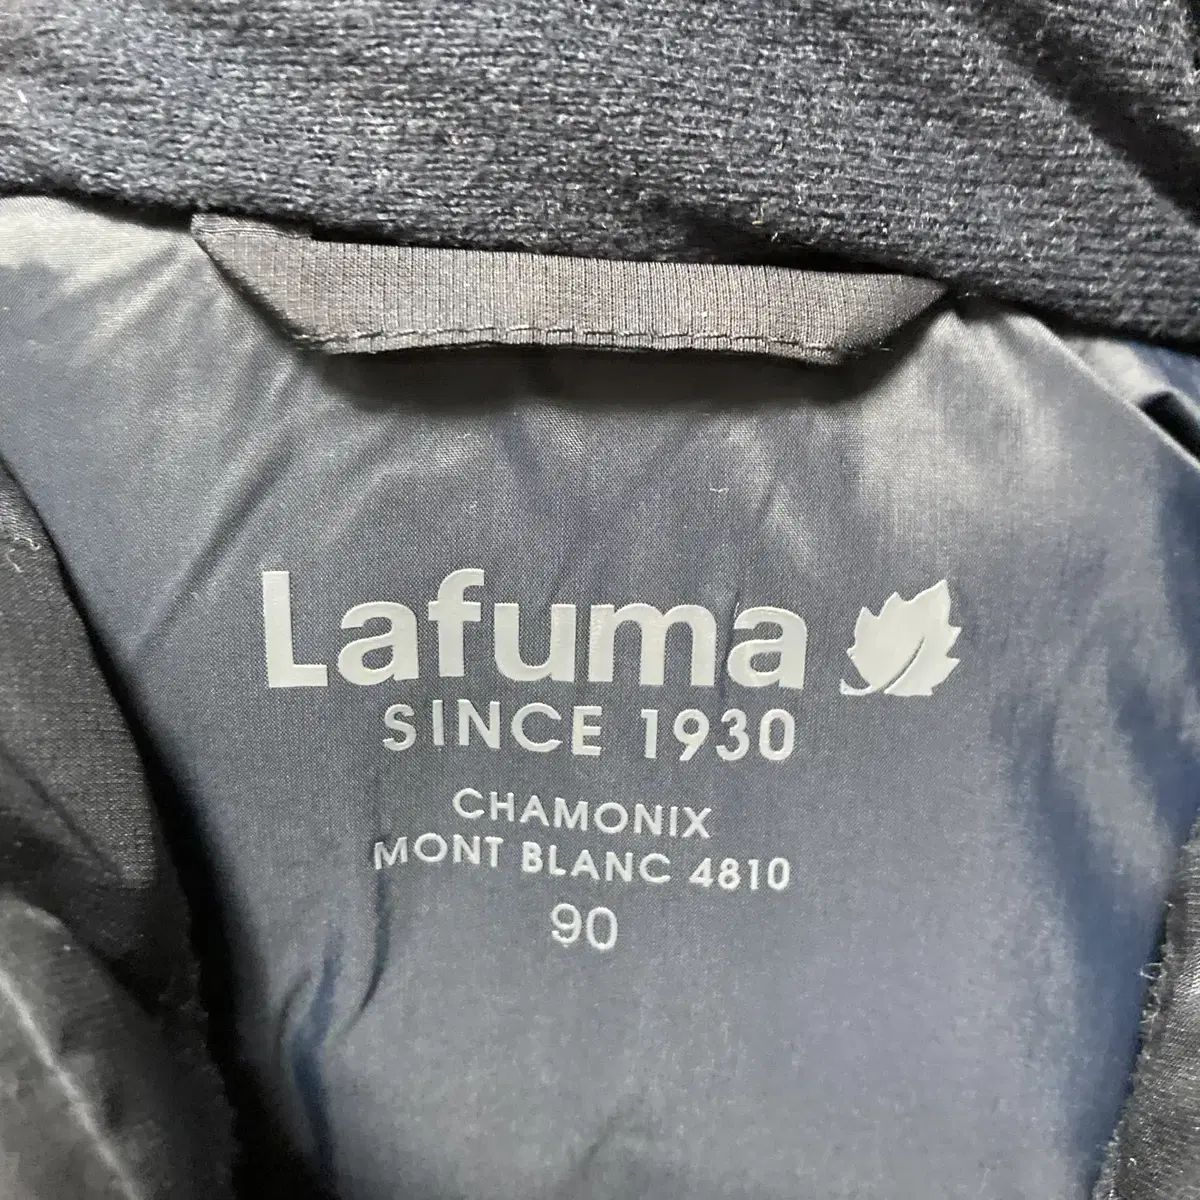 Lafuma
SINCE 1930
CHAMONIX
MONT BLANC 4810
90